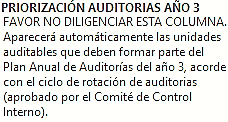 PRIORIZACIÓN AUDITORIAS AÑO 3
FAVOR NO DILIGENCIAR ESTA COLUMNA.
Aparecerá automáticamente las unidades
auditables que deben formar parte del
Plan Anual de Auditorías del año 3, acorde
con el ciclo de rotación de auditorias
(aprobado por el Comité de Control
Interno).